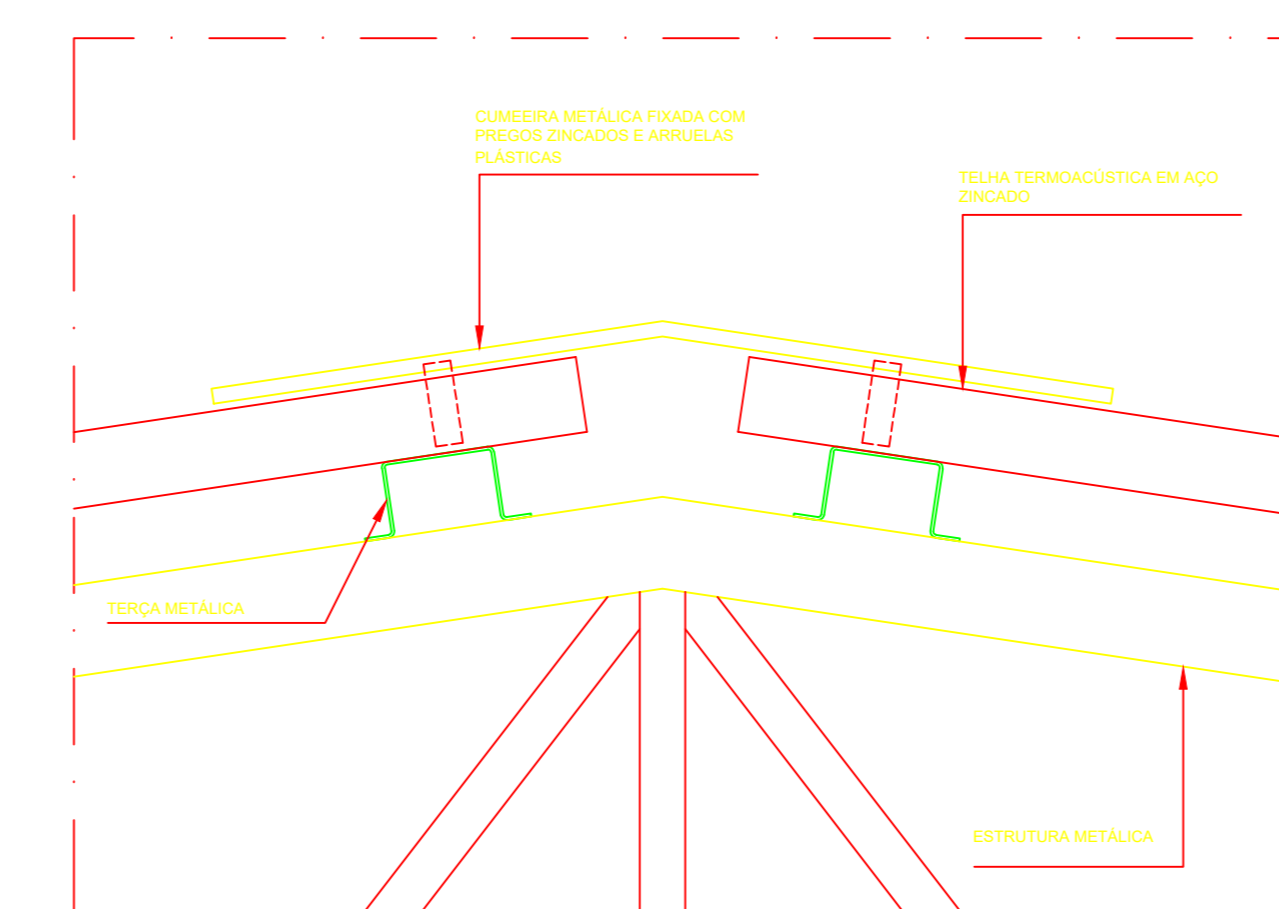 CUMEEIRA METÁLICA FIXADA COM
PREGOS ZINCADOS E ARRUELAS
PLÁSTICAS
TELHA TERMOACÚSTICA EM AÇO
ZINCADO
TERÇA METÁLICA
ESTRUTURA METÁLICA